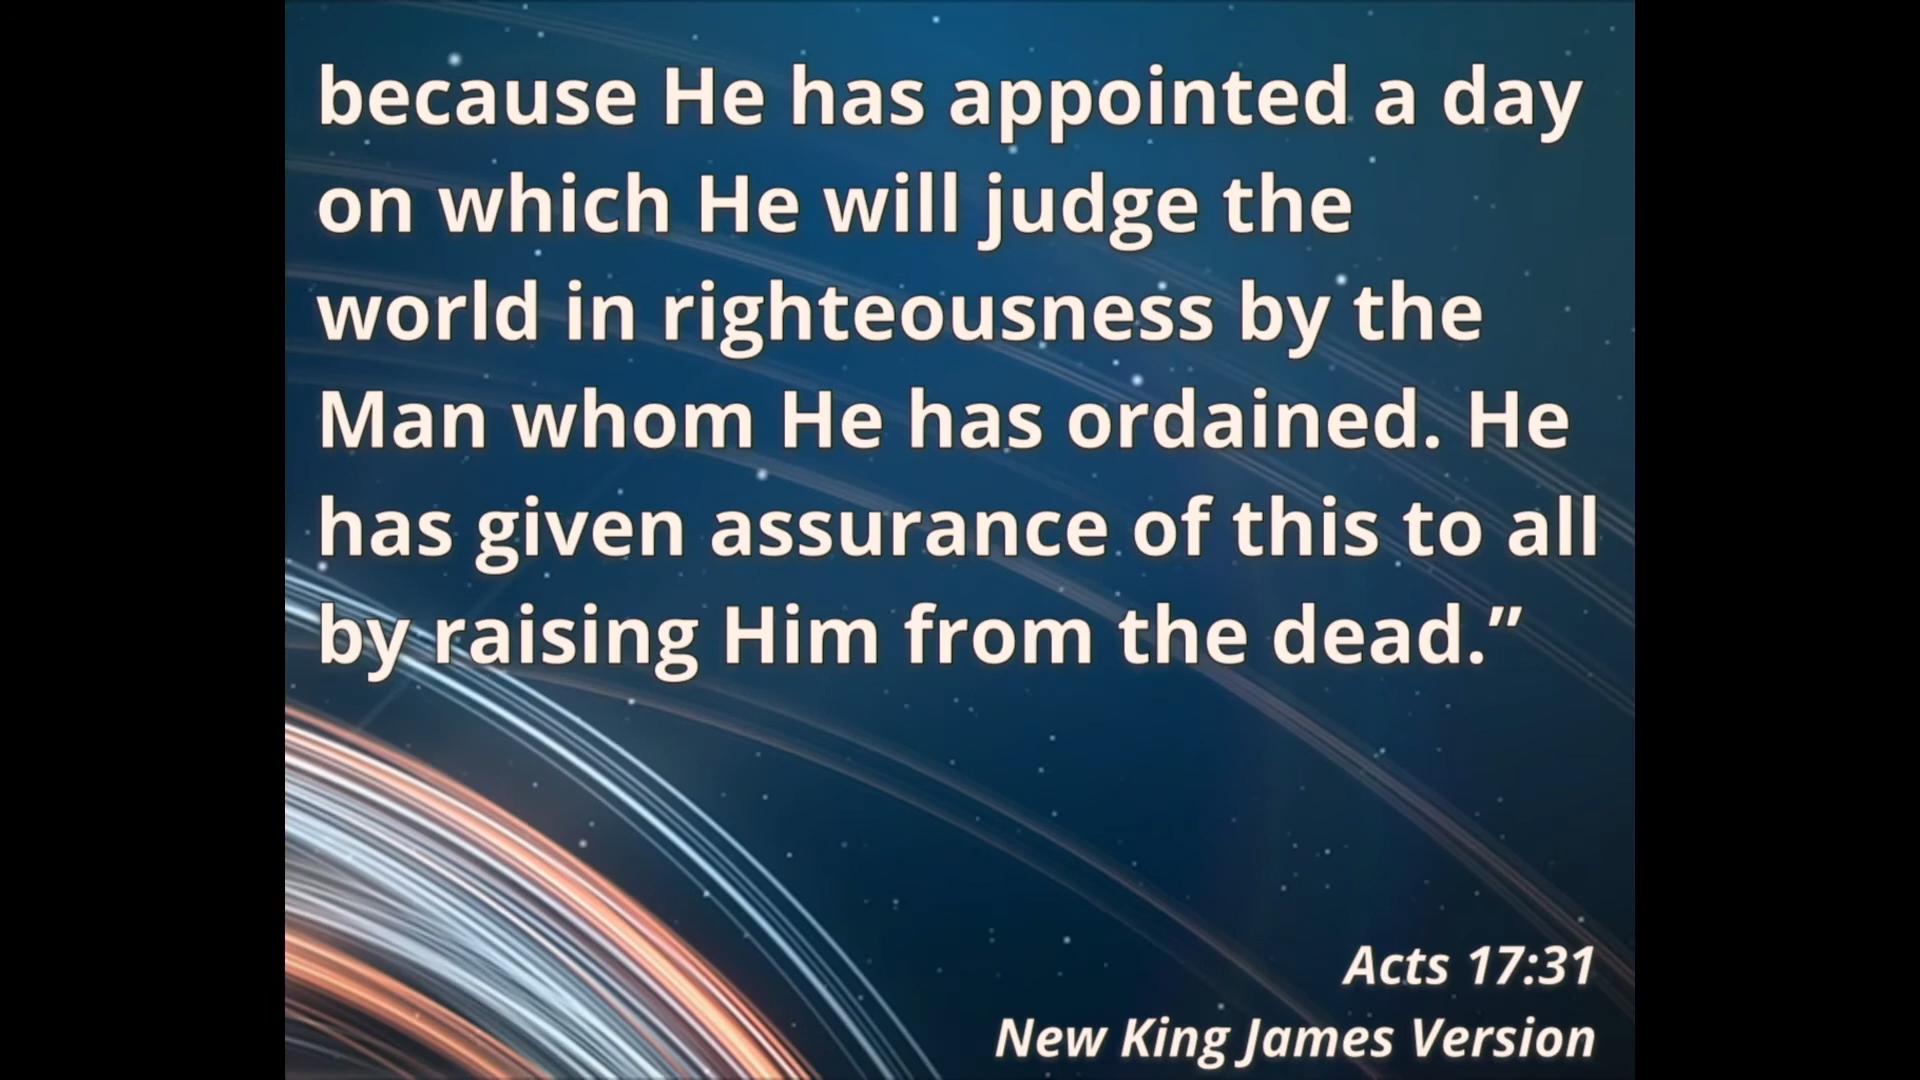 because He has appointed a day
on which He will judge the
world in righteousness by the
Man whom He has ordained. He
has given assurance of this to all
by raising Him from the dead.”
Acts 17:31
New King James Version